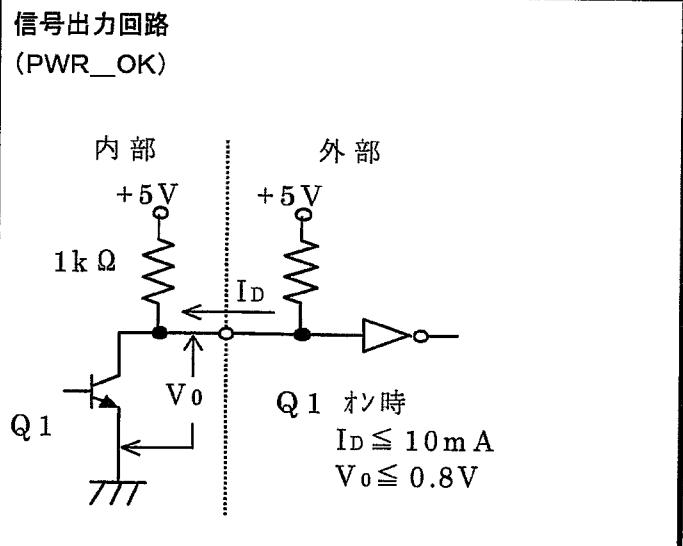 信号出力回路
(PWR__OK)
内部
外部
+5V
+5V
1kΩ
ID
V0
Q1
Q1 オン時
ID≦10mA
V0≦0.8V